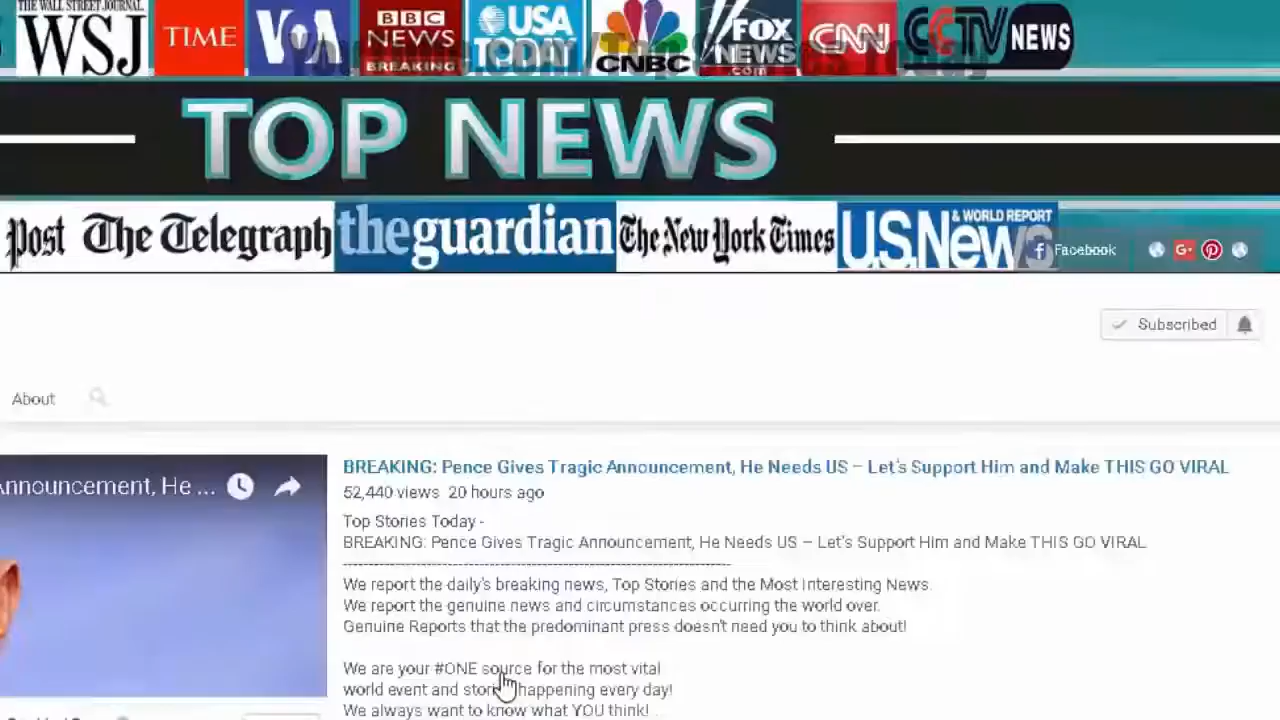 THE WALL STREET JOURNAL.
WSJ TIME VOA BBC NEWS BREAKING USA TODAY CNBC FOX NEWS .com CNN CCTV NEWS
TOP NEWS
Post The Telegraph theguardian The New York Times U.S.News & WORLD REPORT
Facebook G+
Subscribed
About
nnouncement, He ...
BREAKING: Pence Gives Tragic Announcement, He Needs US – Let's Support Him and Make THIS GO VIRAL
52,440 views 20 hours ago
Top Stories Today -
BREAKING: Pence Gives Tragic Announcement, He Needs US – Let's Support Him and Make THIS GO VIRAL
----------------------------------------------------------------------
We report the daily's breaking news, Top Stories and the Most Interesting News.
We report the genuine news and circumstances occurring the world over.
Genuine Reports that the predominant press doesn't need you to think about!
We are your #ONE source for the most vital
world event and stories happening every day!
We always want to know what YOU think!